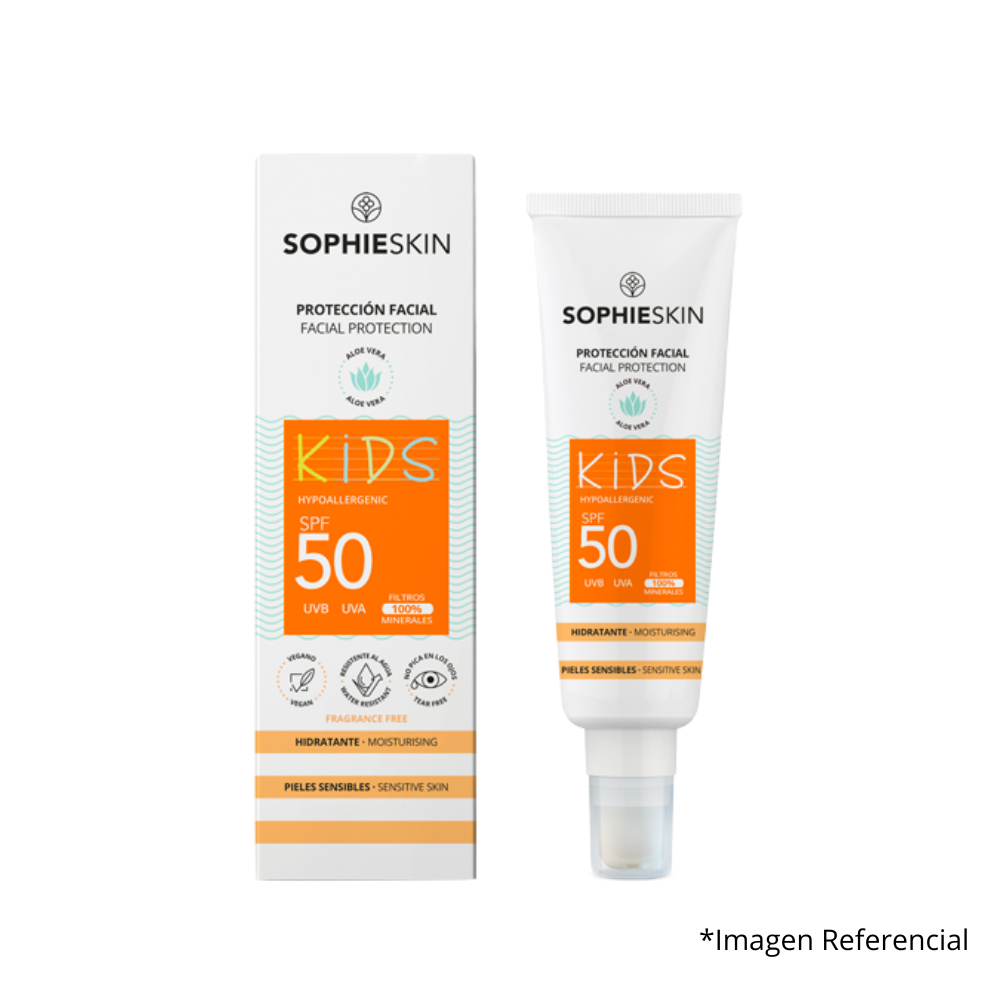 SOPHIESKIN
PROTECCIÓN FACIAL
FACIAL PROTECTION
ALOE VERA
ALOE VERA
KiDS
HYPOALLERGENIC
SPF
50
UVB UVA
FILTROS
100%
MINERALES
VEGANO
VEGAN
RESISTENTE AL AGUA
WATER RESISTANT
NO PICA EN LOS OJOS
TEAR FREE
FRAGRANCE FREE
HIDRATANTE · MOISTURISING
PIELES SENSIBLES · SENSITIVE SKIN
SOPHIESKIN
PROTECCIÓN FACIAL
FACIAL PROTECTION
ALOE VERA
ALOE VERA
KiDS
HYPOALLERGENIC
SPF
50
UVB UVA
FILTROS
100%
MINERALES
HIDRATANTE · MOISTURISING
PIELES SENSIBLES · SENSITIVE SKIN
*Imagen Referencial